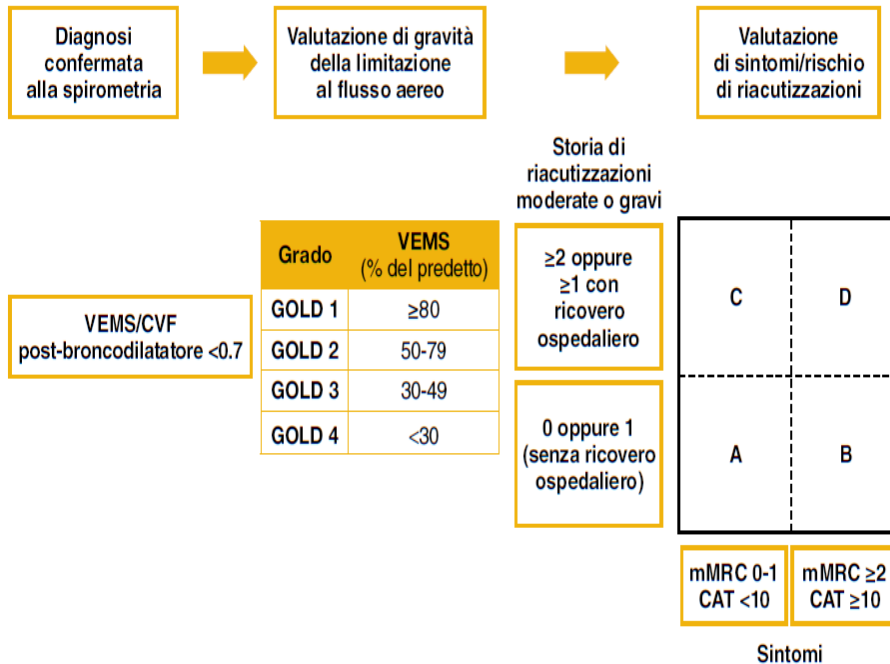 Diagnosi
confermata
alla spirometria
Valutazione di gravità
della limitazione
al flusso aereo
Valutazione
di sintomi/rischio
di riacutizzazioni
Storia di
riacutizzazioni
moderate o gravi
VEMS/CVF
post-broncodilatatore <0.7
Grado VEMS
(% del predetto)
GOLD 1 ≥80
GOLD 2 50-79
GOLD 3 30-49
GOLD 4 <30
≥2 oppure
≥1 con
ricovero
ospedaliero
0 oppure 1
(senza ricovero
ospedaliero)
C D
A B
mMRC 0-1
CAT <10
mMRC ≥2
CAT ≥10
Sintomi